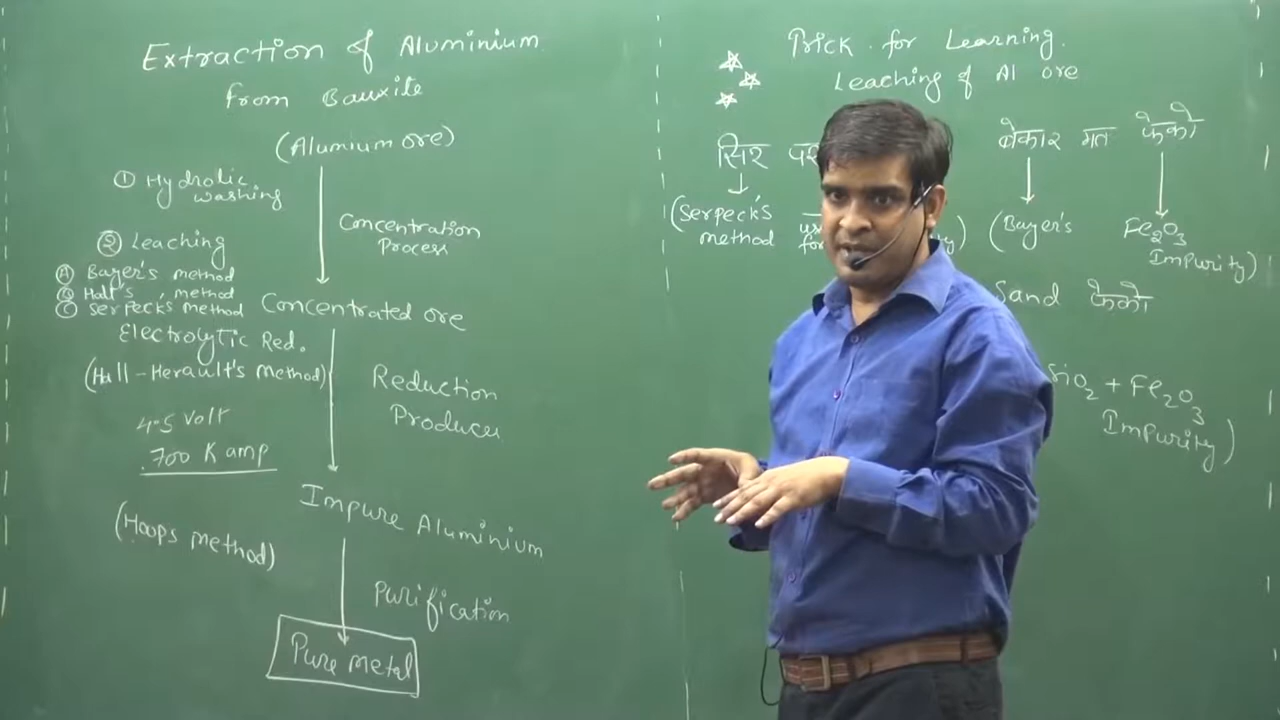 Extraction of Aluminium
from Bauxite
(Alumium ore)
① Hydrolic
washing
Concentration
Process
② Leaching
Ⓐ Bayer's method
Ⓑ Hall's method
Ⓒ Serpeck's method
Concentrated ore
Electrolytic Red.
(Hall-Herault's Method)
Reduction
4.5 Volt
700 K amp
Impure Aluminium
(Hoops method)
Purification
Pure metal
Trick for Learning
Leaching of Al ore
सिर
बेकार मत फेको
(Serpeck's
method
(Bayer's
Fe₂O₃
Impurity)
Sand फेको
SiO₂ + Fe₂O₃
Impurity)